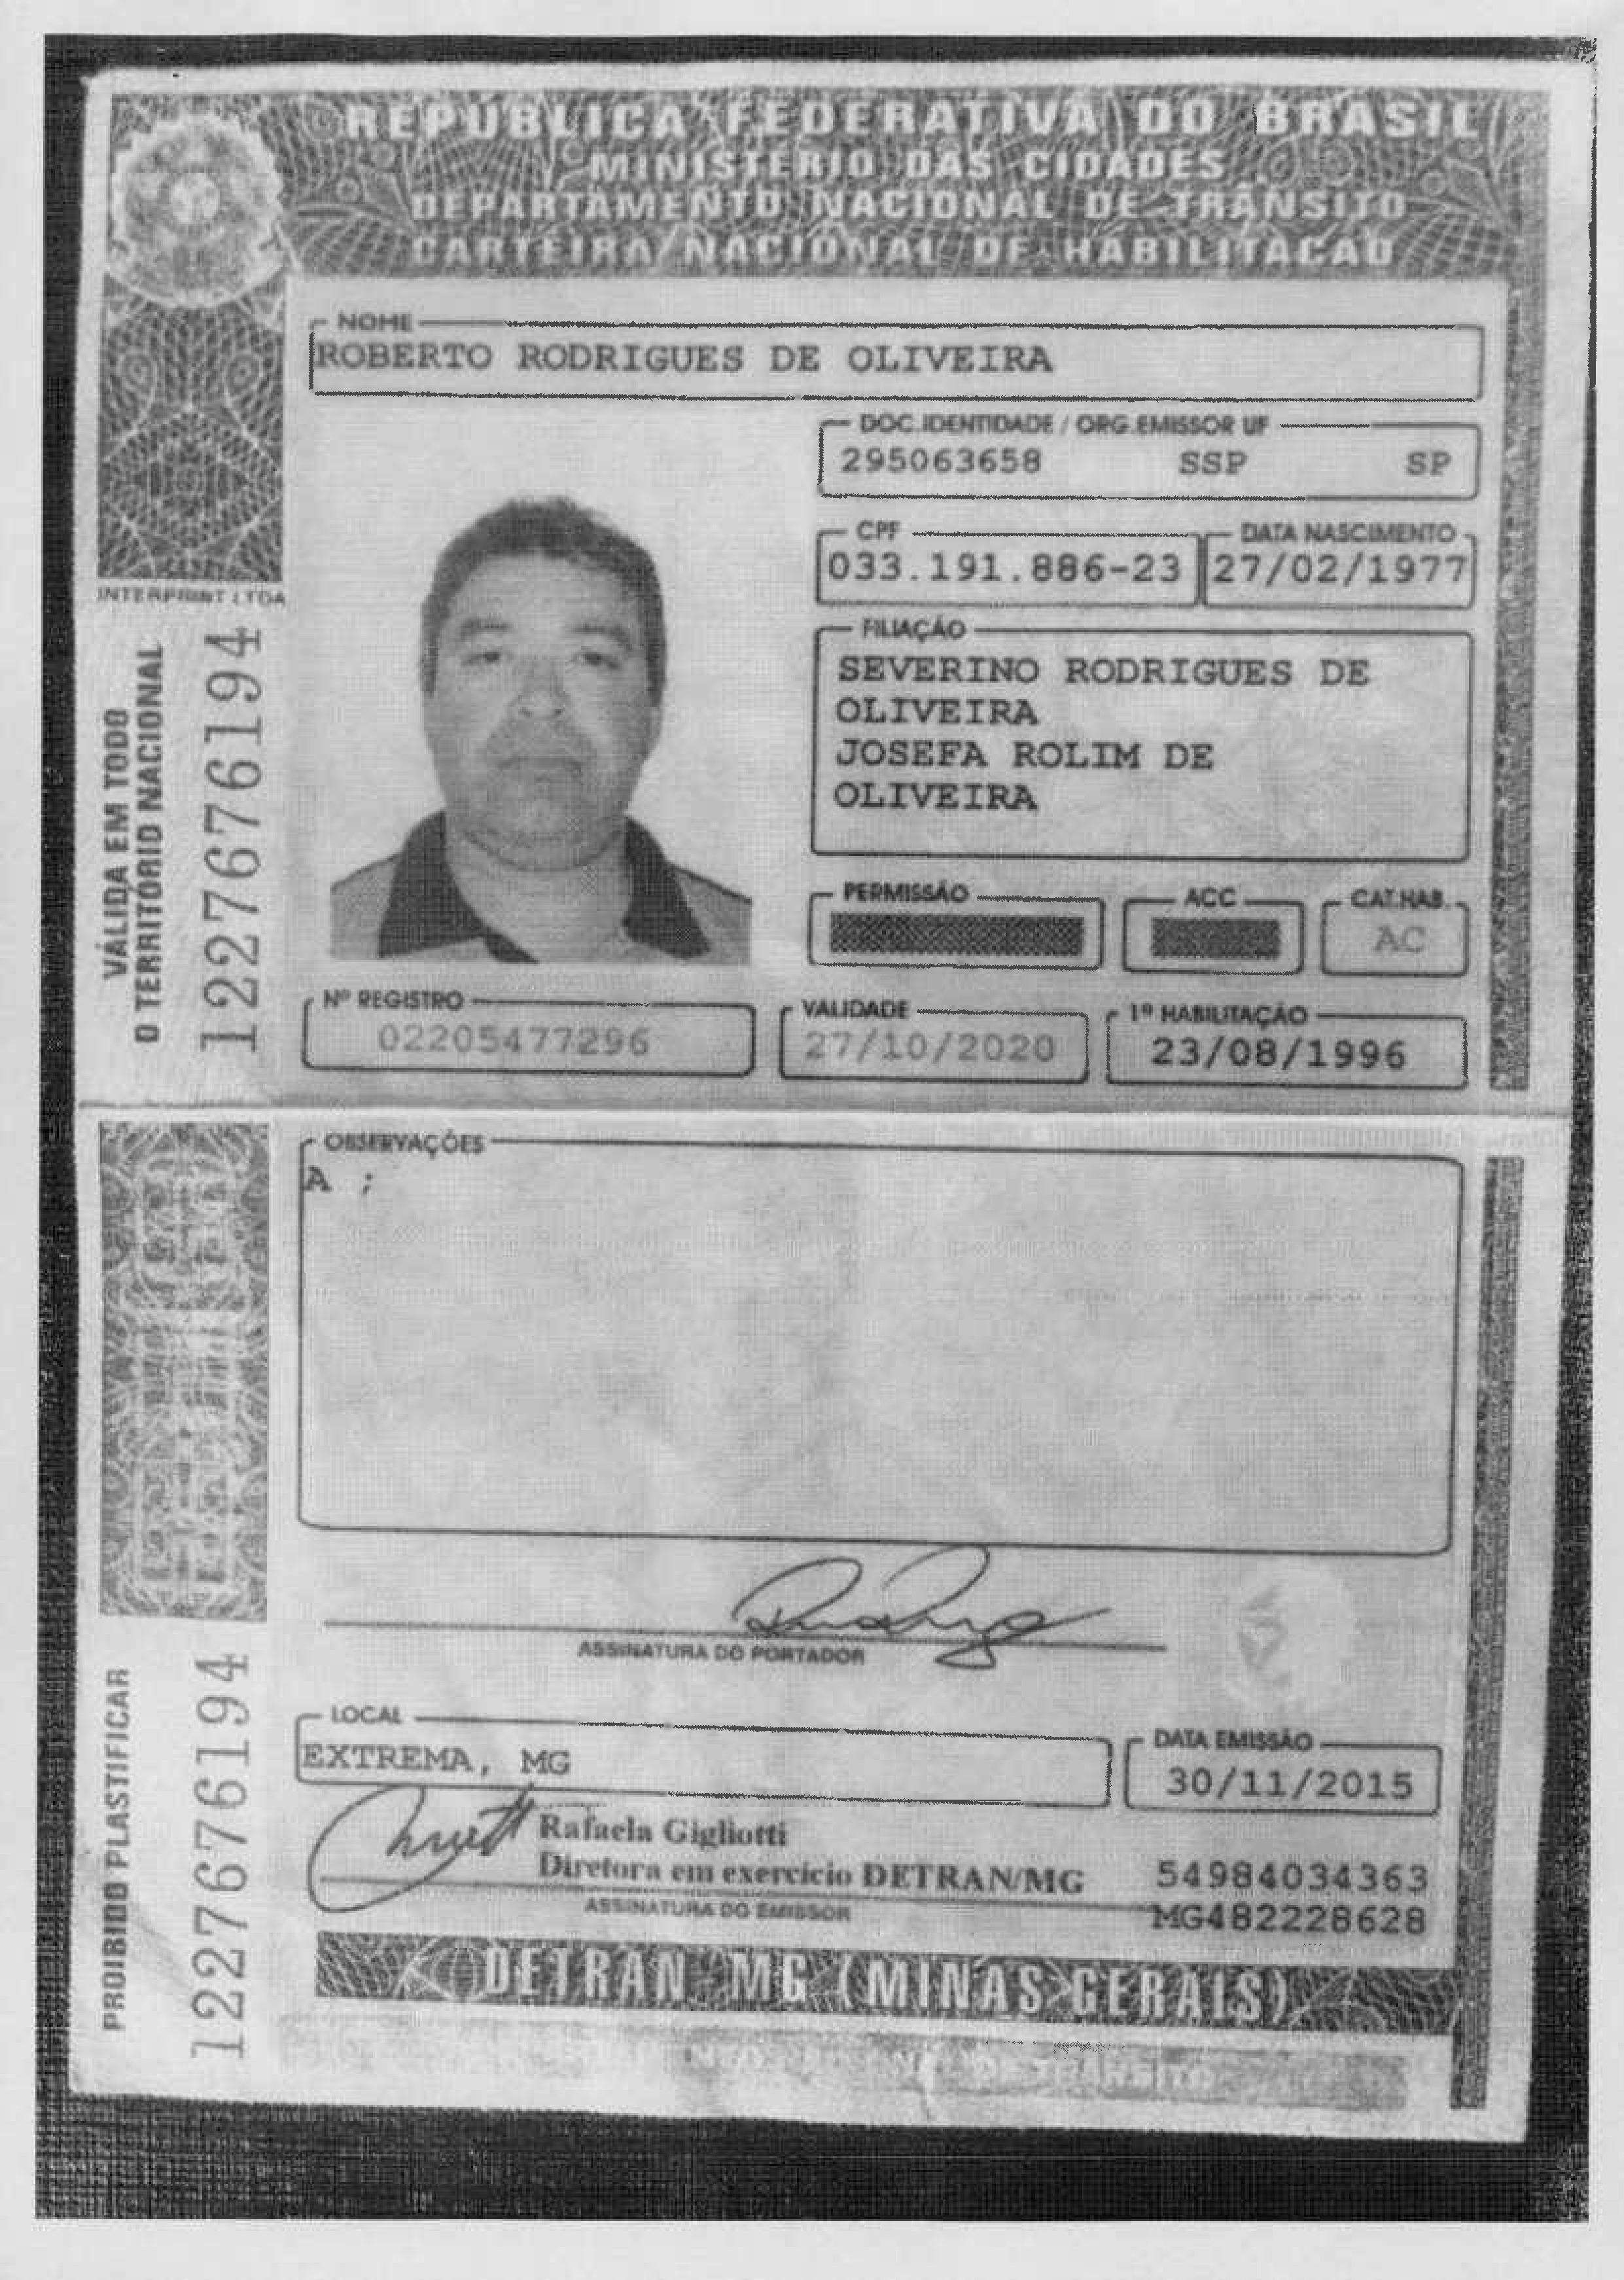 REPÚBLICA FEDERATIVA DO BRASIL
MINISTÉRIO DAS CIDADES
DEPARTAMENTO NACIONAL DE TRÂNSITO
CARTEIRA NACIONAL DE HABILITAÇÃO
NOME
ROBERTO RODRIGUES DE OLIVEIRA
DOC.IDENTIDADE / ORG.EMISSOR UF
295063658 SSP SP
CPF DATA NASCIMENTO
033.191.886-23 27/02/1977
FILIAÇÃO
SEVERINO RODRIGUES DE
OLIVEIRA
JOSEFA ROLIM DE
OLIVEIRA
PERMISSÃO ACC CAT.HAB.
AC
Nº REGISTRO VALIDADE 1ª HABILITAÇÃO
02205477296 27/10/2020 23/08/1996
INTERPRINT LTDA
VÁLIDA EM TODO
O TERRITÓRIO NACIONAL
1227676194
OBSERVAÇÕES
A ;
ASSINATURA DO PORTADOR
LOCAL DATA EMISSÃO
EXTREMA, MG 30/11/2015
Rafaela Gigliotti
Diretora em exercício DETRAN/MG 54984034363
ASSINATURA DO EMISSOR MG482228628
PROIBIDO PLASTIFICAR
1227676194
DETRAN MG (MINAS GERAIS)